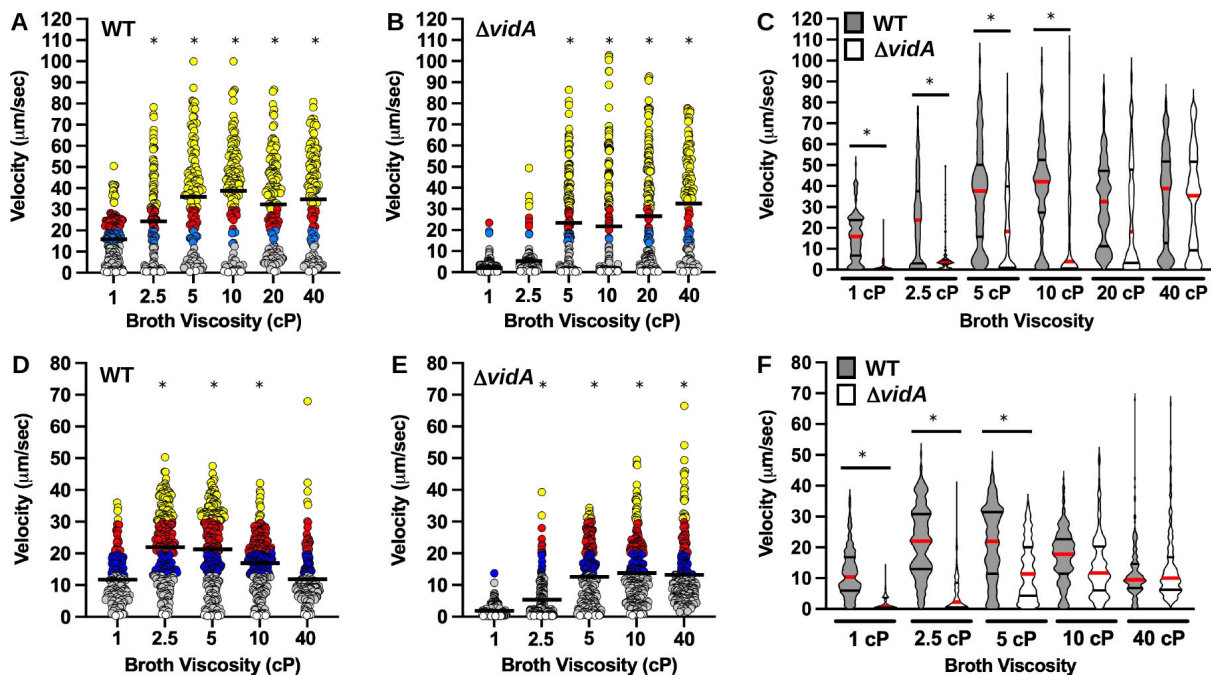 A
WT
* * * * *
Velocity (µm/sec)
120
110
100
90
80
70
60
50
40
30
20
10
0
1 2.5 5 10 20 40
Broth Viscosity (cP)
B
ΔvidA
* * * *
Velocity (µm/sec)
120
110
100
90
80
70
60
50
40
30
20
10
0
1 2.5 5 10 20 40
Broth Viscosity (cP)
C
WT
ΔvidA
* * * *
Velocity (µm/sec)
120
110
100
90
80
70
60
50
40
30
20
10
0
1 cP 2.5 cP 5 cP 10 cP 20 cP 40 cP
Broth Viscosity
D
WT
* * *
Velocity (µm/sec)
80
70
60
50
40
30
20
10
0
1 2.5 5 10 40
Broth Viscosity (cP)
E
ΔvidA
* * * *
Velocity (µm/sec)
80
70
60
50
40
30
20
10
0
1 2.5 5 10 40
Broth Viscosity (cP)
F
WT
ΔvidA
* * *
Velocity (µm/sec)
80
70
60
50
40
30
20
10
0
1 cP 2.5 cP 5 cP 10 cP 40 cP
Broth Viscosity